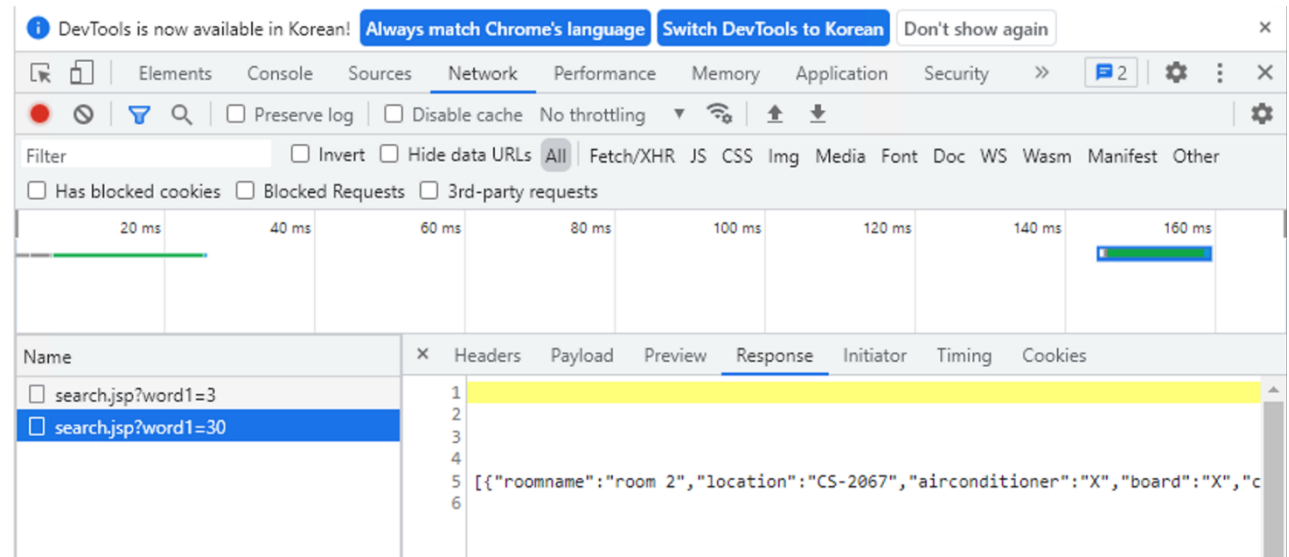 DevTools is now available in Korean! Always match Chrome's language Switch DevTools to Korean Don't show again ×
Elements Console Sources Network Performance Memory Application Security » 2
Preserve log Disable cache No throttling
Filter Invert Hide data URLs All Fetch/XHR JS CSS Img Media Font Doc WS Wasm Manifest Other
Has blocked cookies Blocked Requests 3rd-party requests
20 ms 40 ms 60 ms 80 ms 100 ms 120 ms 140 ms 160 ms
Name × Headers Payload Preview Response Initiator Timing Cookies
search.jsp?word1=3
search.jsp?word1=30
1
2
3
4
5 [{"roomname":"room 2","location":"CS-2067","airconditioner":"X","board":"X","c
6